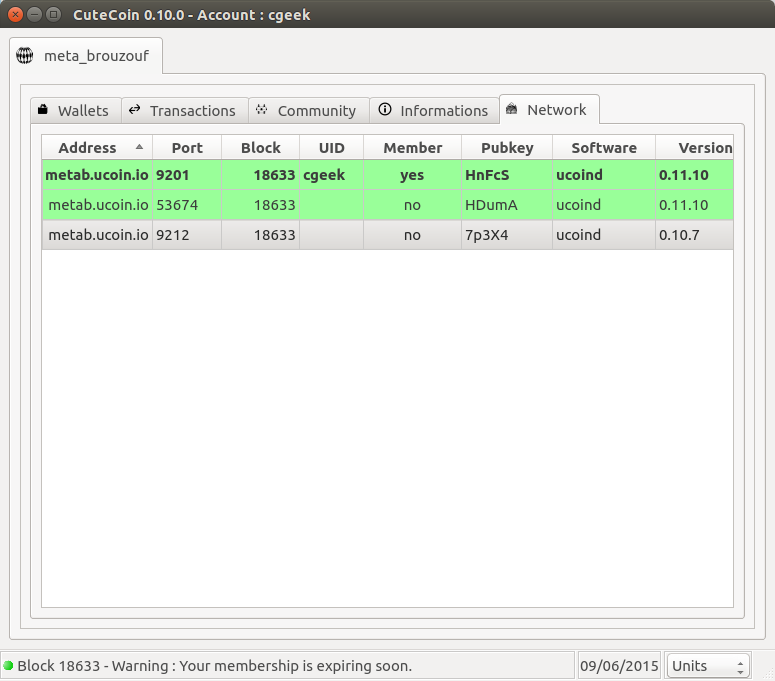 CuteCoin 0.10.0 - Account : cgeek
meta_brouzouf
Wallets Transactions Community Informations Network
Address Port Block UID Member Pubkey Software Version
metab.ucoin.io 9201 18633 cgeek yes HnFcS ucoind 0.11.10
metab.ucoin.io 53674 18633 no HDumA ucoind 0.11.10
metab.ucoin.io 9212 18633 no 7p3X4 ucoind 0.10.7
Block 18633 - Warning : Your membership is expiring soon. 09/06/2015 Units